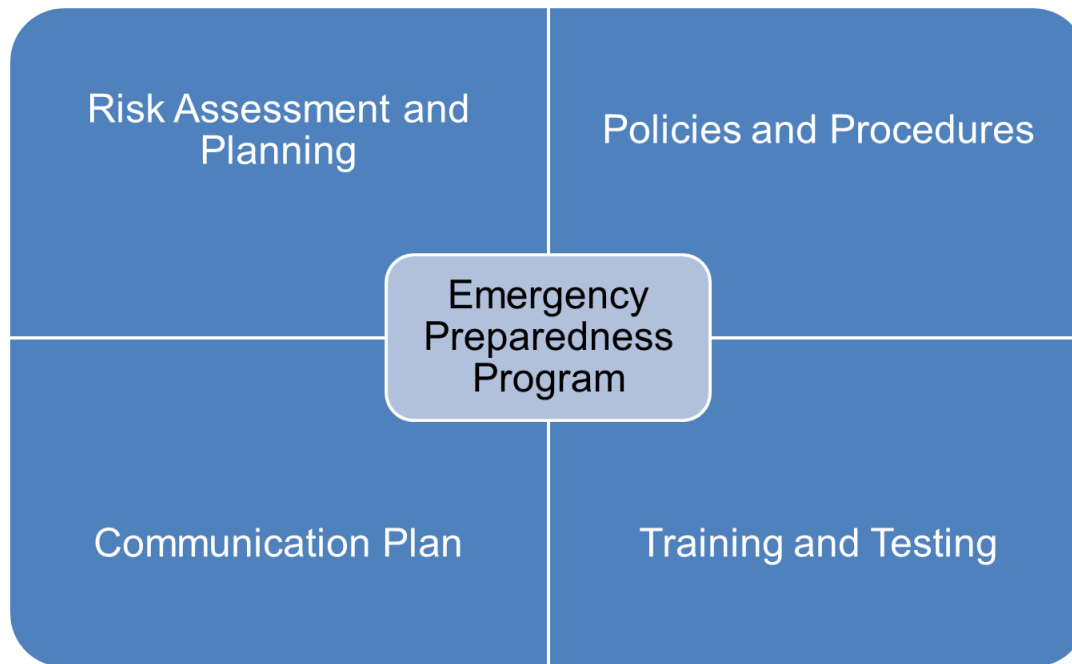 Risk Assessment and
Planning
Policies and Procedures
Emergency
Preparedness
Program
Communication Plan
Training and Testing